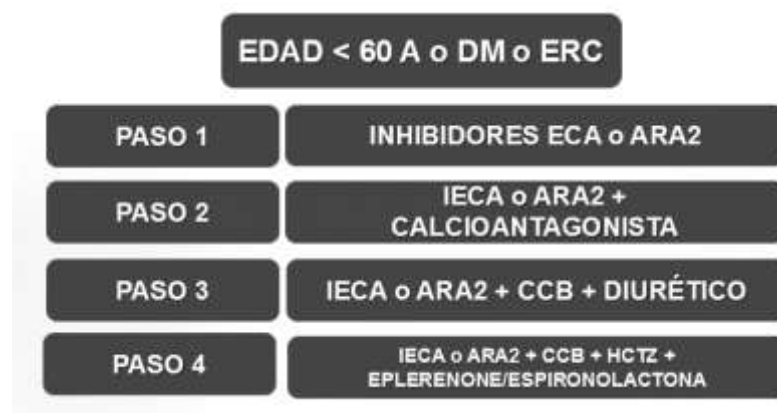 EDAD < 60 A o DM o ERC
PASO 1
INHIBIDORES ECA o ARA2
PASO 2
IECA o ARA2 +
CALCIOANTAGONISTA
PASO 3
IECA o ARA2 + CCB + DIURÉTICO
PASO 4
IECA o ARA2 + CCB + HCTZ +
EPLERENONE/ESPIRONOLACTONA